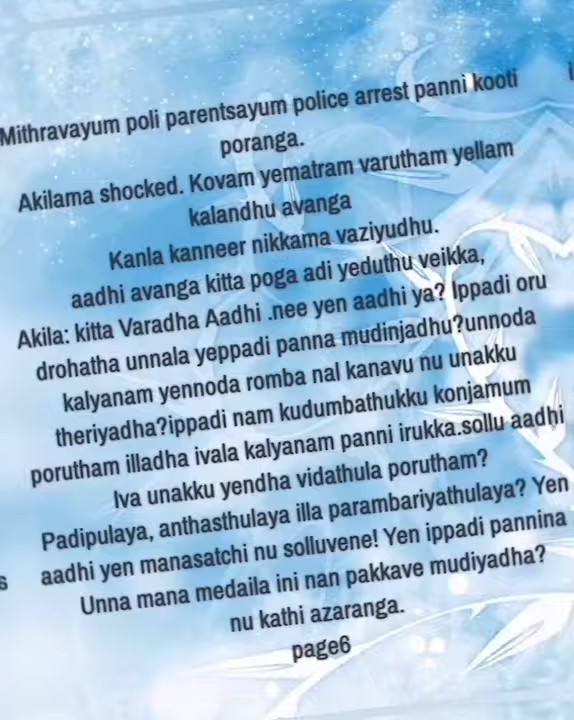 Mithravayum poli parentsayum police arrest panni kooti
poranga.
Akilama shocked. Kovam yematram varutham yellam
kalandhu avanga
Kanla kanneer nikkama vaziyudhu.
aadhi avanga kitta poga adi yeduthu veikka,
Akila: kitta Varadha Aadhi .nee yen aadhi ya? Ippadi oru
drohatha unnala yeppadi panna mudinjadhu?unnoda
kalyanam yennoda romba nal kanavu nu unakku
theriyadha?ippadi nam kudumbathukku konjamum
porutham illadha ivala kalyanam panni irukka.sollu aadhi
Iva unakku yendha vidathula porutham?
Padipulaya, anthasthulaya illa parambariyathulaya? Yen
aadhi yen manasatchi nu solluvene! Yen ippadi pannina
Unna mana medaila ini nan pakkave mudiyadha?
nu kathi azaranga.
page6